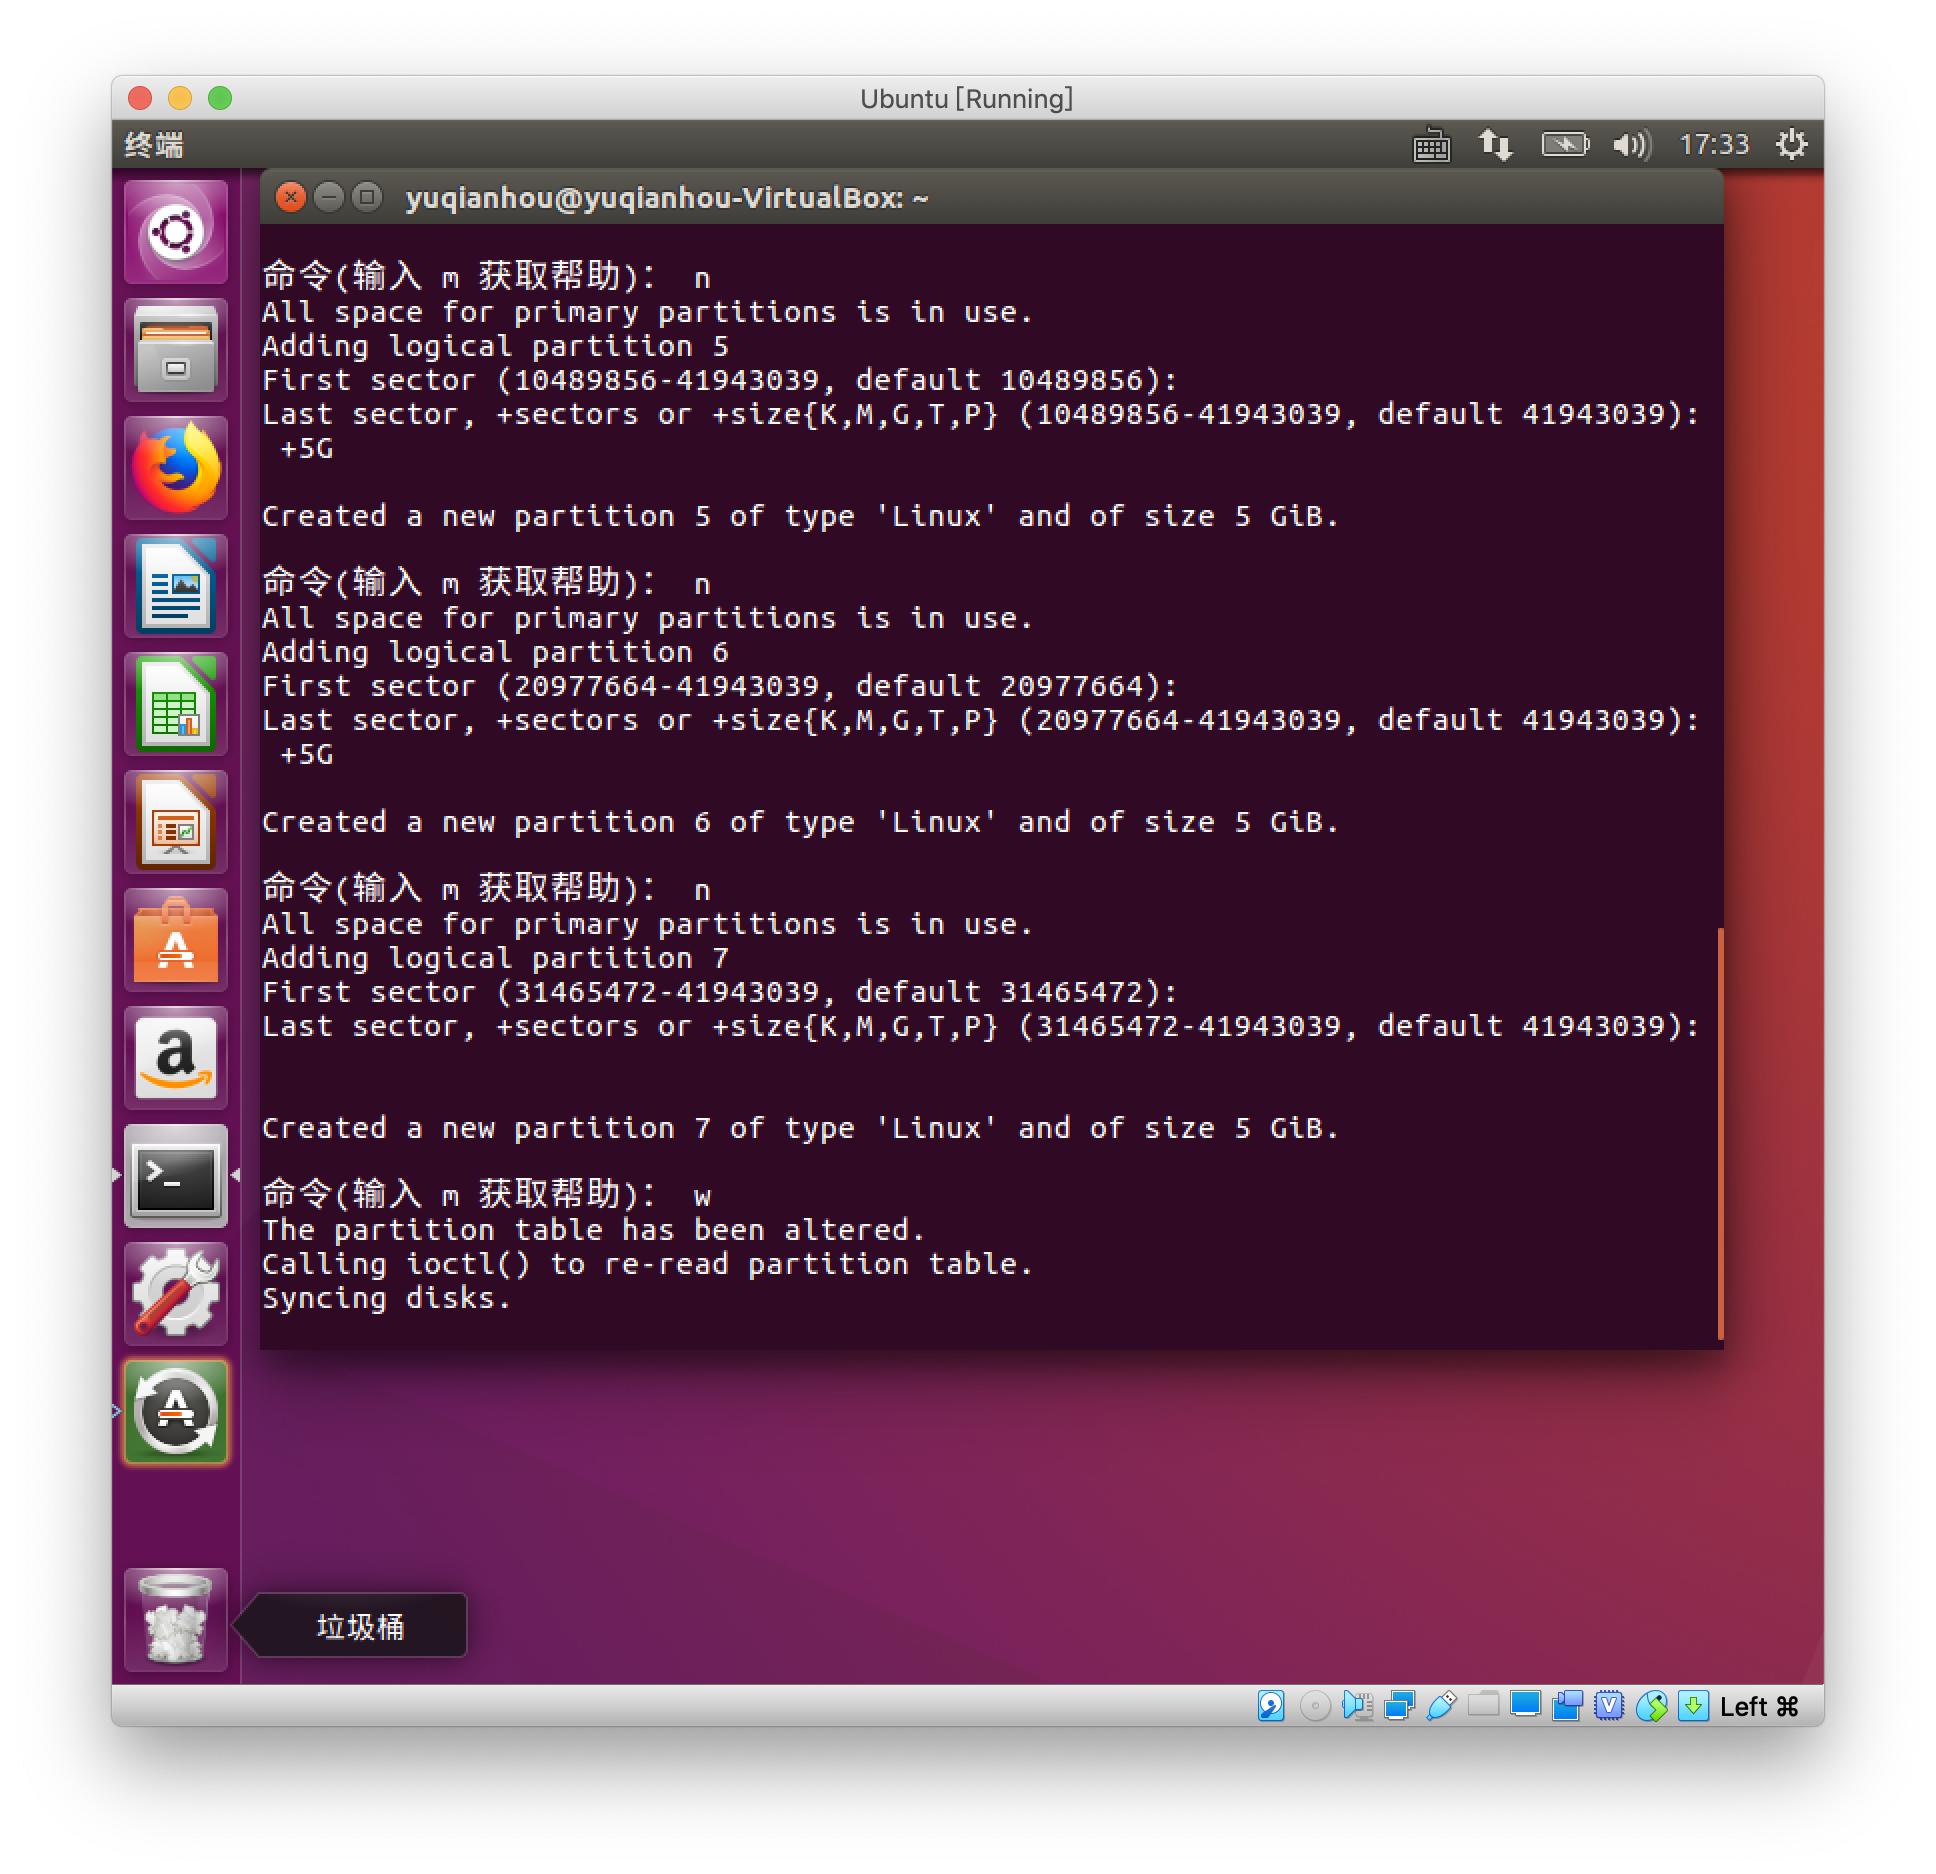 Ubuntu [Running]
终端
17:33
yuqianhou@yuqianhou-VirtualBox: ~
命令(输入 m 获取帮助)： n
All space for primary partitions is in use.
Adding logical partition 5
First sector (10489856-41943039, default 10489856):
Last sector, +sectors or +size{K,M,G,T,P} (10489856-41943039, default 41943039):
+5G
Created a new partition 5 of type 'Linux' and of size 5 GiB.
命令(输入 m 获取帮助)： n
All space for primary partitions is in use.
Adding logical partition 6
First sector (20977664-41943039, default 20977664):
Last sector, +sectors or +size{K,M,G,T,P} (20977664-41943039, default 41943039):
+5G
Created a new partition 6 of type 'Linux' and of size 5 GiB.
命令(输入 m 获取帮助)： n
All space for primary partitions is in use.
Adding logical partition 7
First sector (31465472-41943039, default 31465472):
Last sector, +sectors or +size{K,M,G,T,P} (31465472-41943039, default 41943039):
Created a new partition 7 of type 'Linux' and of size 5 GiB.
命令(输入 m 获取帮助)： w
The partition table has been altered.
Calling ioctl() to re-read partition table.
Syncing disks.
垃圾桶
Left ⌘